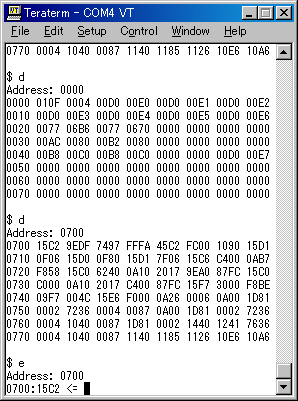 Teraterm - COM4 VT
File Edit Setup Control Window Help
0770 0004 1040 0087 1140 1185 1126 10E6 10A6
$ d
Address: 0000
0000 010F 0004 00D0 00E0 00D0 00E1 00D0 00E2
0010 00D0 00E3 00D0 00E4 00D0 00E5 00D0 00E6
0020 0077 06B6 0077 0670 0000 0000 0000 0000
0030 00AC 0080 00B2 0080 0000 0000 0000 0000
0040 00B8 00C0 00B8 00C0 0000 0000 00D0 00E7
0050 0000 0000 0000 0000 0000 0000 0000 0000
0060 0000 0000 0000 0000 0000 0000 0000 0000
0070 0000 0000 0000 0000 0000 0000 0000 0000
$ d
Address: 0700
0700 15C2 9EDF 7497 FFFA 45C2 FC00 1090 15D1
0710 0F06 15D0 0F80 15D1 7F06 15C6 C400 0AB7
0720 F858 15C0 6240 0A10 2017 9EA0 87FC 15C0
0730 C000 0A10 2017 C400 87FC 15F7 3000 F8BE
0740 09F7 004C 15E6 F000 0A26 0006 0A00 1D81
0750 0002 7236 0004 0087 0A00 1D81 0002 7236
0760 0004 1040 0087 1D81 0002 1440 1241 7636
0770 0004 1040 0087 1140 1185 1126 10E6 10A6
$ e
Address: 0700
0700:15C2 <=